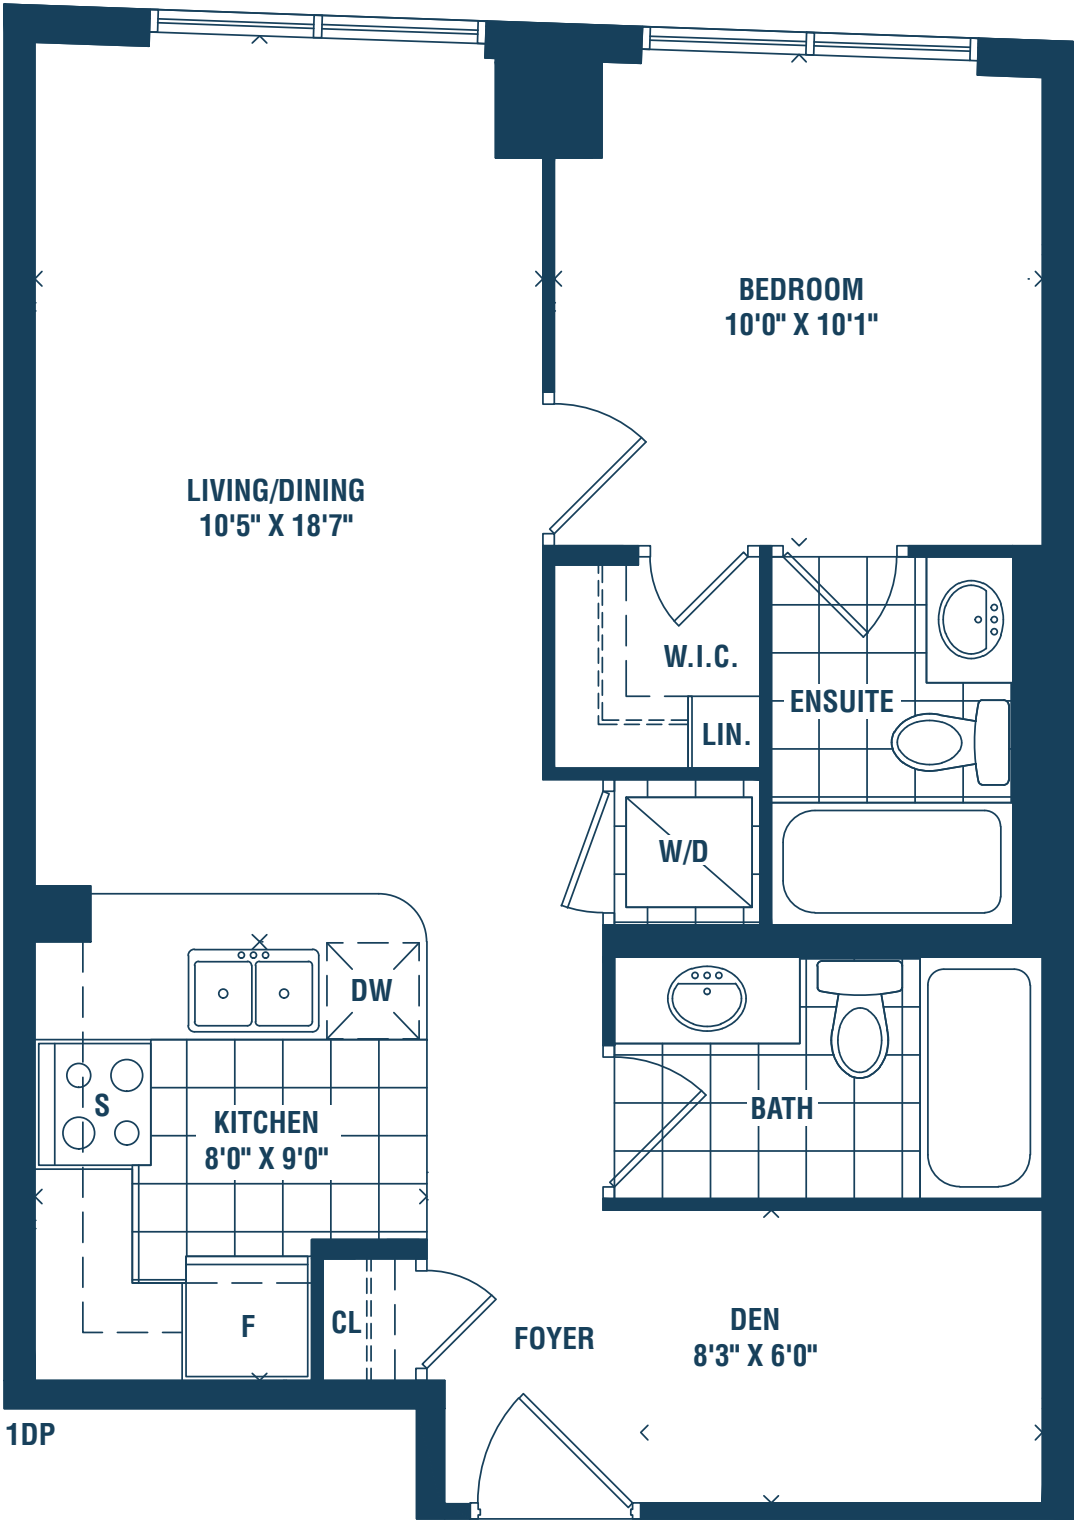 BEDROOM
10'0" X 10'1"
LIVING/DINING
10'5" X 18'7"
W.I.C.
ENSUITE
LIN.
W/D
DW
S
KITCHEN
8'0" X 9'0"
BATH
F
CL
FOYER
DEN
8'3" X 6'0"
1DP